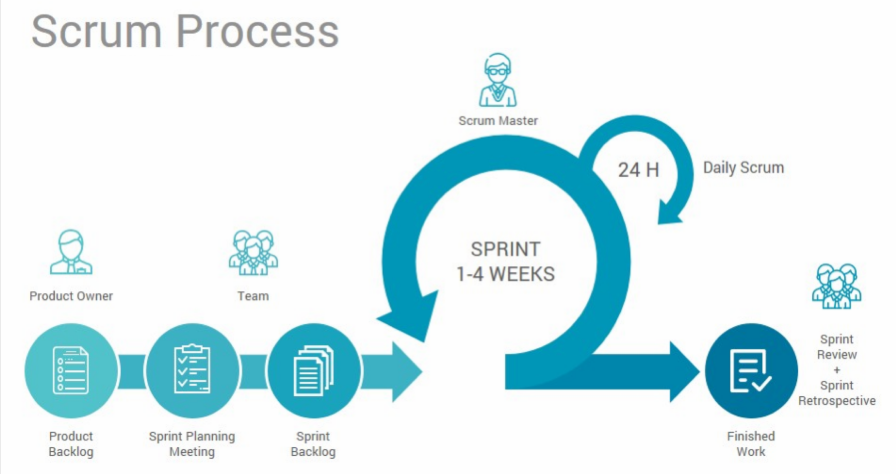 Scrum Process
Scrum Master
24 H
Daily Scrum
SPRINT
1-4 WEEKS
Product Owner
Team
Product
Backlog
Sprint Planning
Meeting
Sprint
Backlog
Finished
Work
Sprint
Review
+
Sprint
Retrospective